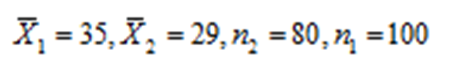 X̅₁ = 35, X̅₂ = 29, n₂ = 80, n₁ = 100